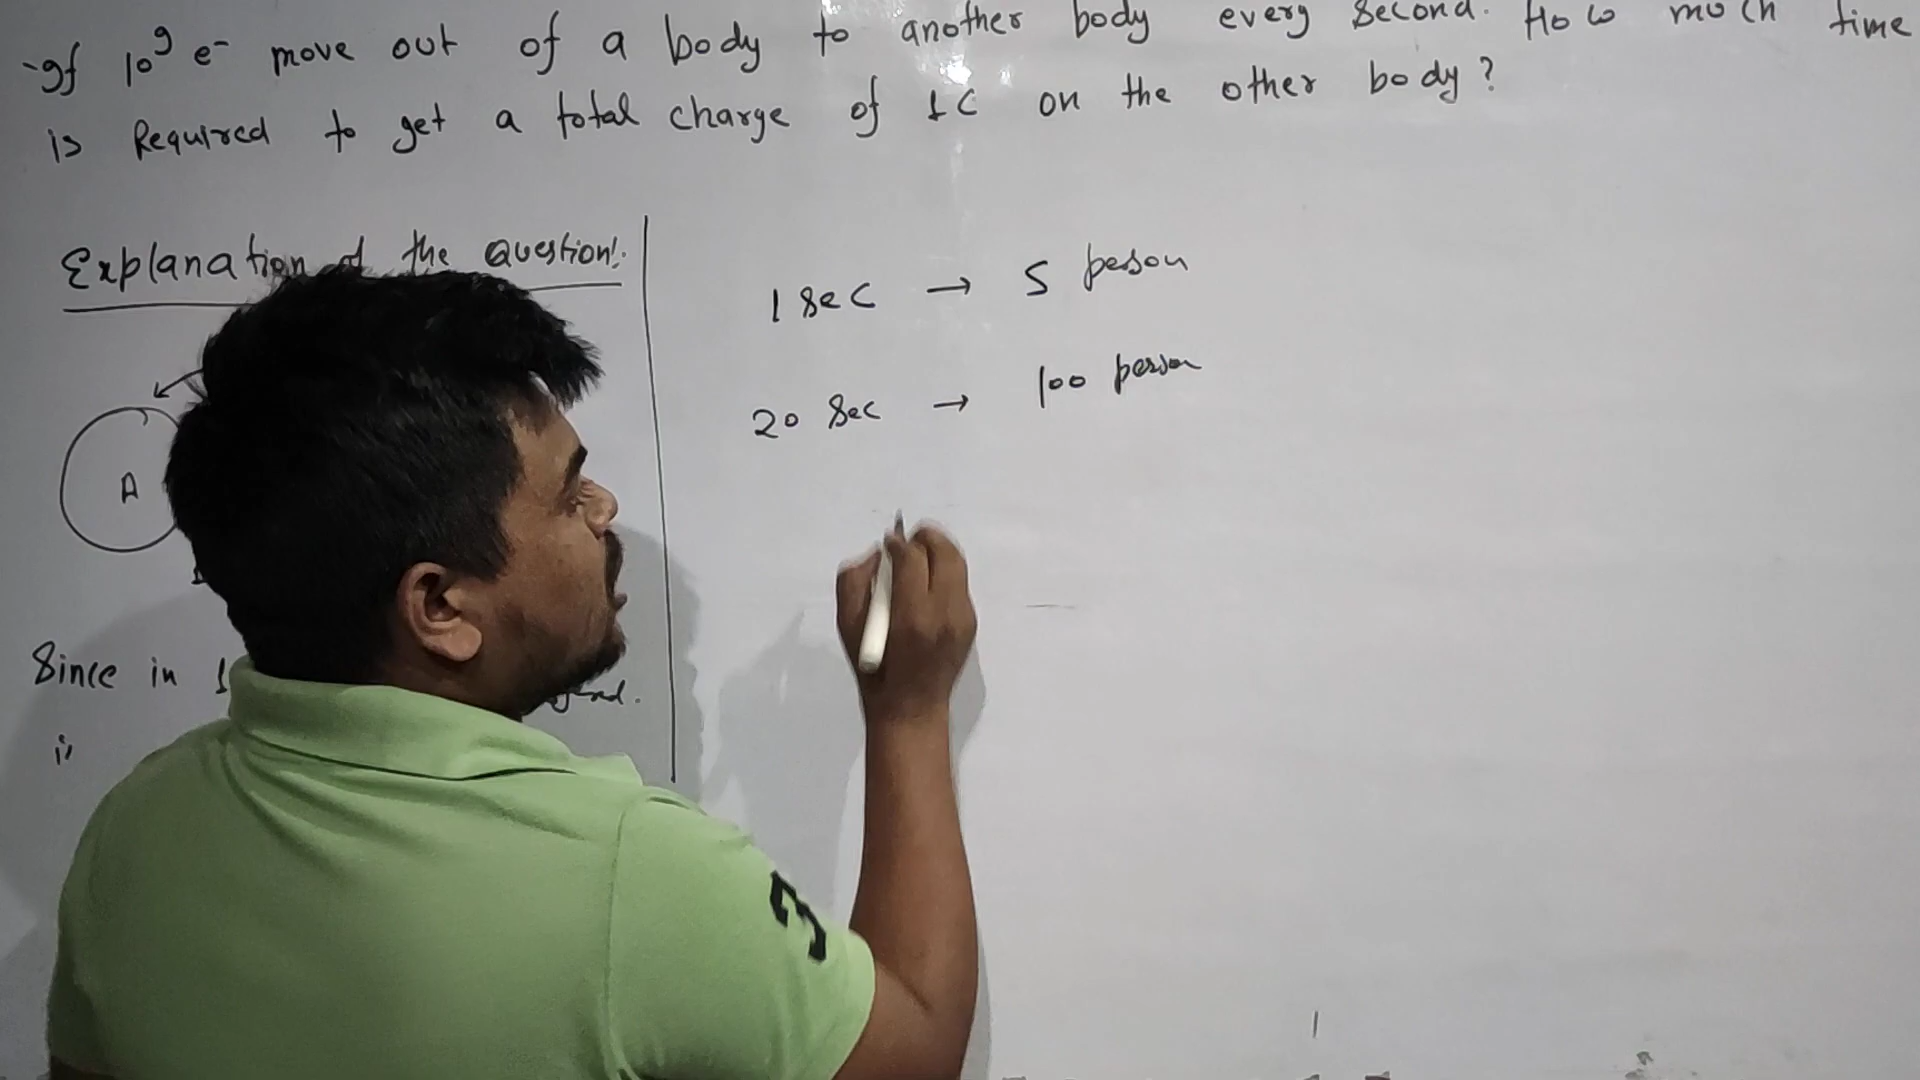 -If 10⁹ e⁻ move out of a body to another body every second. How much time
is Required to get a total charge of 1C on the other body?
Explanation of the Question:
1 sec → 5 person
20 sec → 100 person
A
Since in 1
3